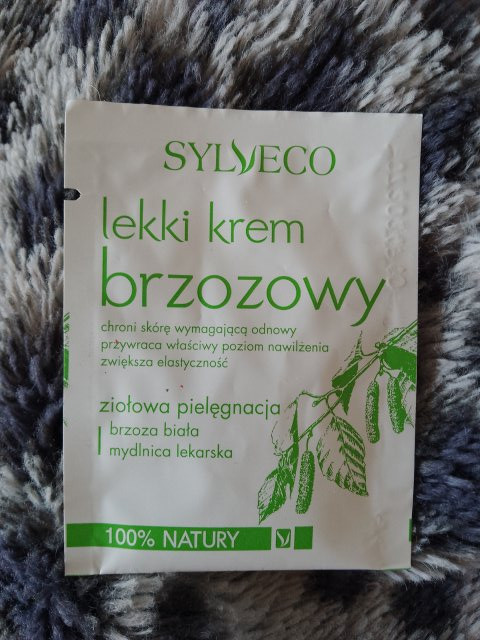 SYLVECO
lekki krem
brzozowy
chroni skórę wymagającą odnowy
przywraca właściwy poziom nawilżenia
zwiększa elastyczność
ziołowa pielęgnacja
brzoza biała
mydlnica lekarska
100% NATURY